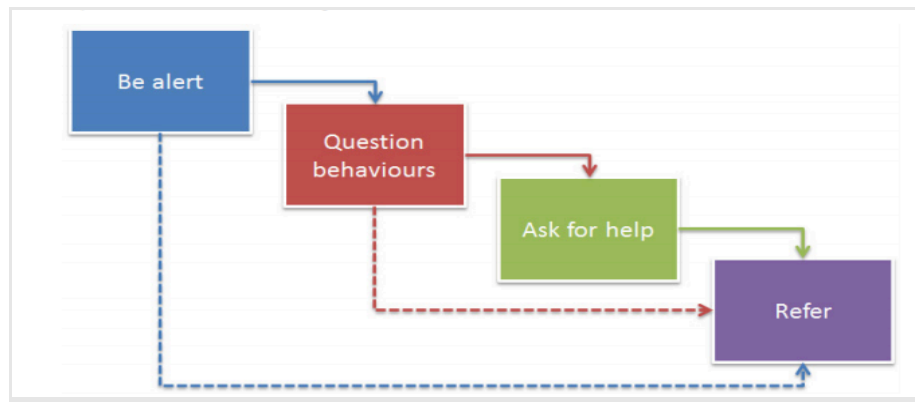 Be alert
Question
behaviours
Ask for help
Refer